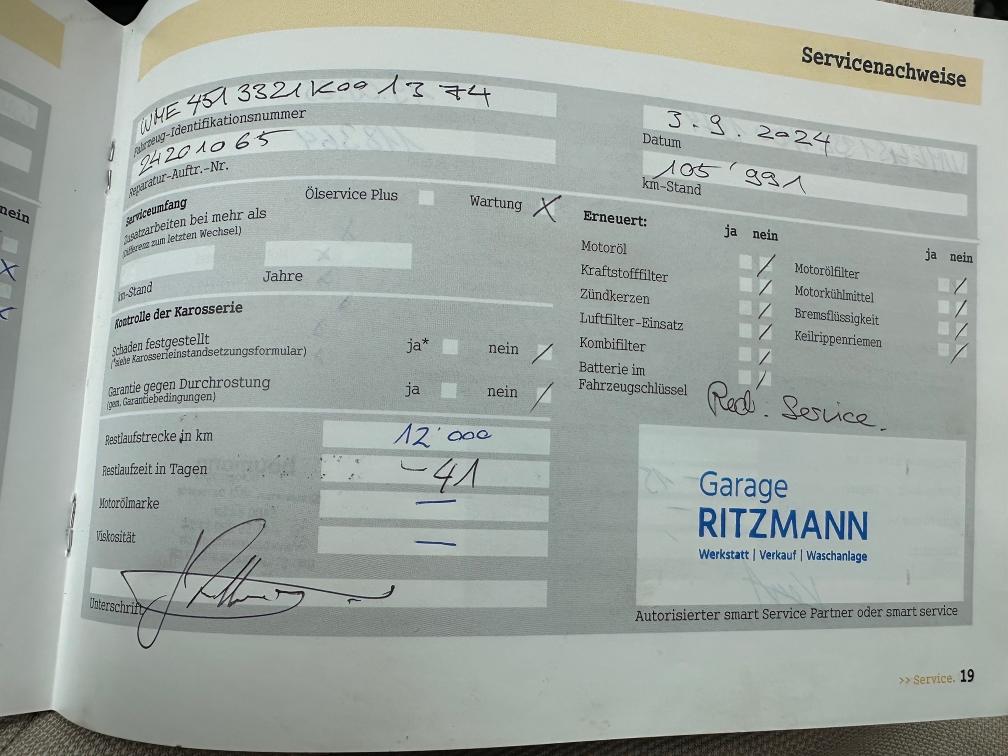 Servicenachweise
WME 451 3321K00 13 74
Fahrzeug-Identifikationsnummer
24201065
Reparatur-Auftr.-Nr.
3.9.2024
Datum
105'991
km-Stand
Serviceumfang
Ölservice Plus
Wartung X
Zusatzarbeiten bei mehr als
(Differenz zum letzten Wechsel)
km-Stand
Jahre
Kontrolle der Karosserie
Schaden festgestellt
ja*
nein /
(*siehe Karosserieinstandsetzungsformular)
Garantie gegen Durchrostung
ja
nein /
(gem. Garantiebedingungen)
Restlaufstrecke in km
12'000
Restlaufzeit in Tagen
-41
Motorölmarke
—
Viskosität
—
Unterschrift
Erneuert:
ja nein
Motoröl /
Kraftstofffilter /
Zündkerzen /
Luftfilter-Einsatz /
Kombifilter /
Batterie im
Fahrzeugschlüssel /
ja nein
Motorölfilter /
Motorkühlmittel /
Bremsflüssigkeit /
Keilrippenriemen /
Red. Service.
Garage
RITZMANN
Werkstatt | Verkauf | Waschanlage
Autorisierter smart Service Partner oder smart service
>> Service. 19
nein
X